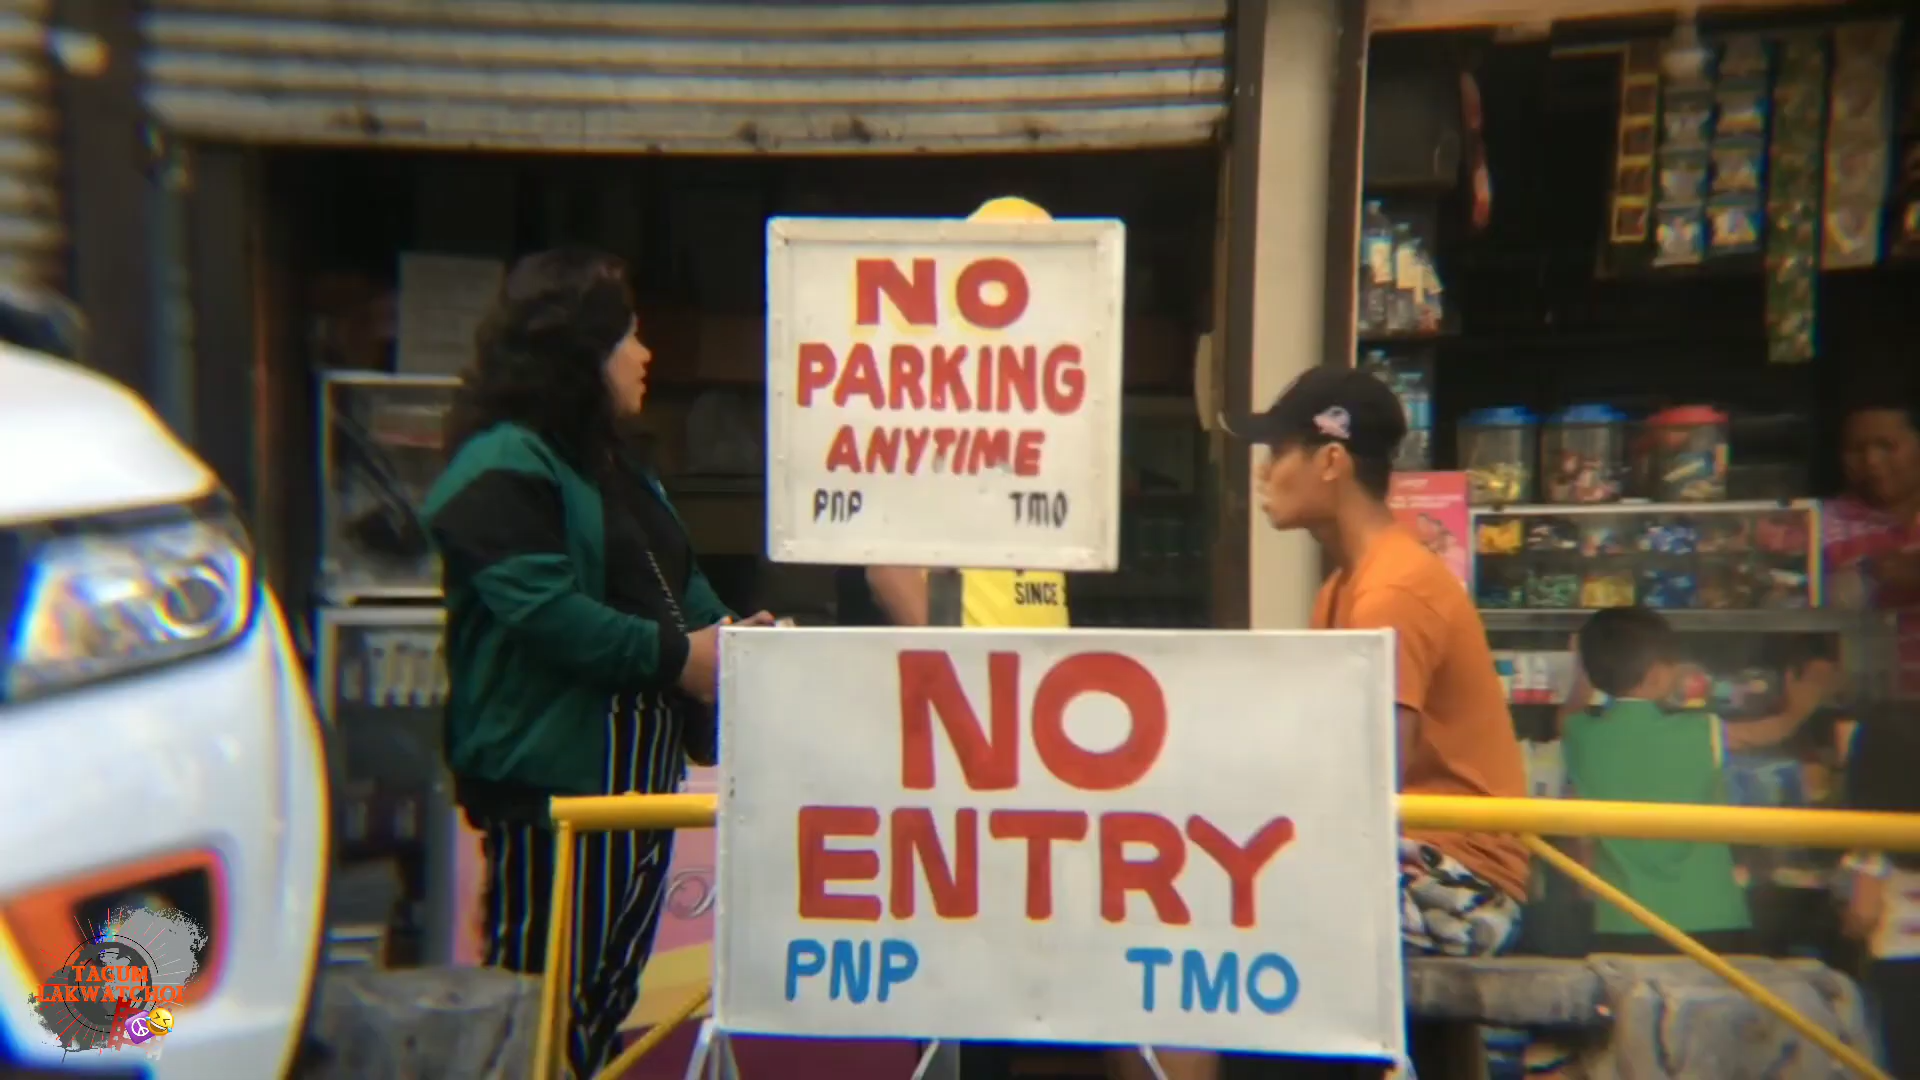 NO
PARKING
ANYTIME
PNP TMO
SINCE
NO
ENTRY
PNP TMO
TAGUM
LAKWATCHO!